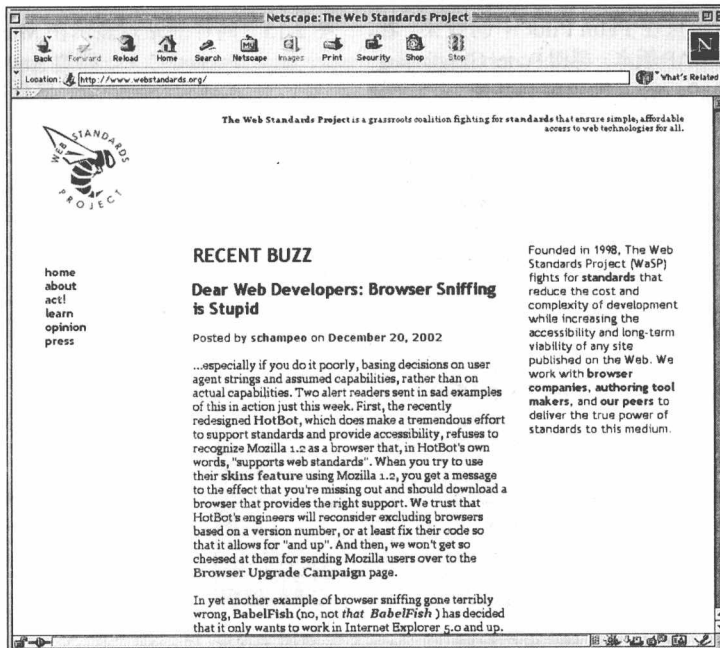 Netscape: The Web Standards Project
Back Forward Reload Home Search Netscape Images Print Security Shop Stop
N
Location: http://www.webstandards.org/ What's Related
WEB STANDARDS PROJECT
The Web Standards Project is a grassroots coalition fighting for standards that ensure simple, affordable
access to web technologies for all.
home
about
act!
learn
opinion
press
RECENT BUZZ
Dear Web Developers: Browser Sniffing
is Stupid
Posted by schampeo on December 20, 2002
...especially if you do it poorly, basing decisions on user
agent strings and assumed capabilities, rather than on
actual capabilities. Two alert readers sent in sad examples
of this in action just this week. First, the recently
redesigned HotBot, which does make a tremendous effort
to support standards and provide accessibility, refuses to
recognize Mozilla 1.2 as a browser that, in HotBot's own
words, "supports web standards". When you try to use
their skins feature using Mozilla 1.2, you get a message
to the effect that you're missing out and should download a
browser that provides the right support. We trust that
HotBot's engineers will reconsider excluding browsers
based on a version number, or at least fix their code so
that it allows for "and up". And then, we won't get so
cheesed at them for sending Mozilla users over to the
Browser Upgrade Campaign page.
In yet another example of browser sniffing gone terribly
wrong, BabelFish (no, not that BabelFish ) has decided
that it only wants to work in Internet Explorer 5.0 and up.
Founded in 1998, The Web
Standards Project (WaSP)
fights for standards that
reduce the cost and
complexity of development
while increasing the
accessibility and long-term
viability of any site
published on the Web. We
work with browser
companies, authoring tool
makers, and our peers to
deliver the true power of
standards to this medium.